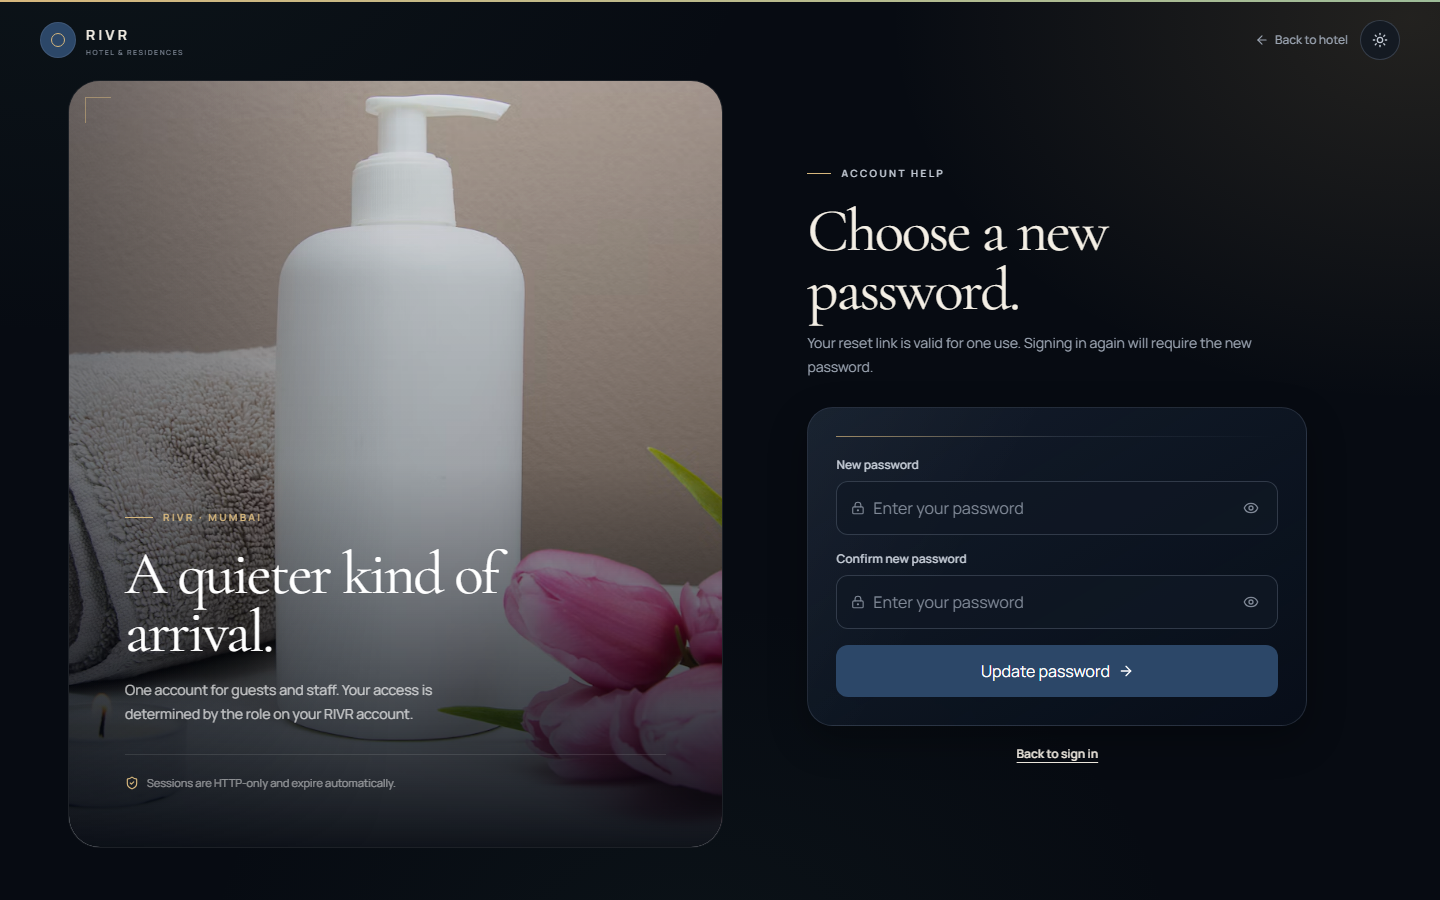 RIVR
HOTEL & RESIDENCES
Back to hotel
RIVR · MUMBAI
A quieter kind of
arrival.
One account for guests and staff. Your access is
determined by the role on your RIVR account.
Sessions are HTTP-only and expire automatically.
ACCOUNT HELP
Choose a new
password.
Your reset link is valid for one use. Signing in again will require the new
password.
New password
Enter your password
Confirm new password
Enter your password
Update password
Back to sign in